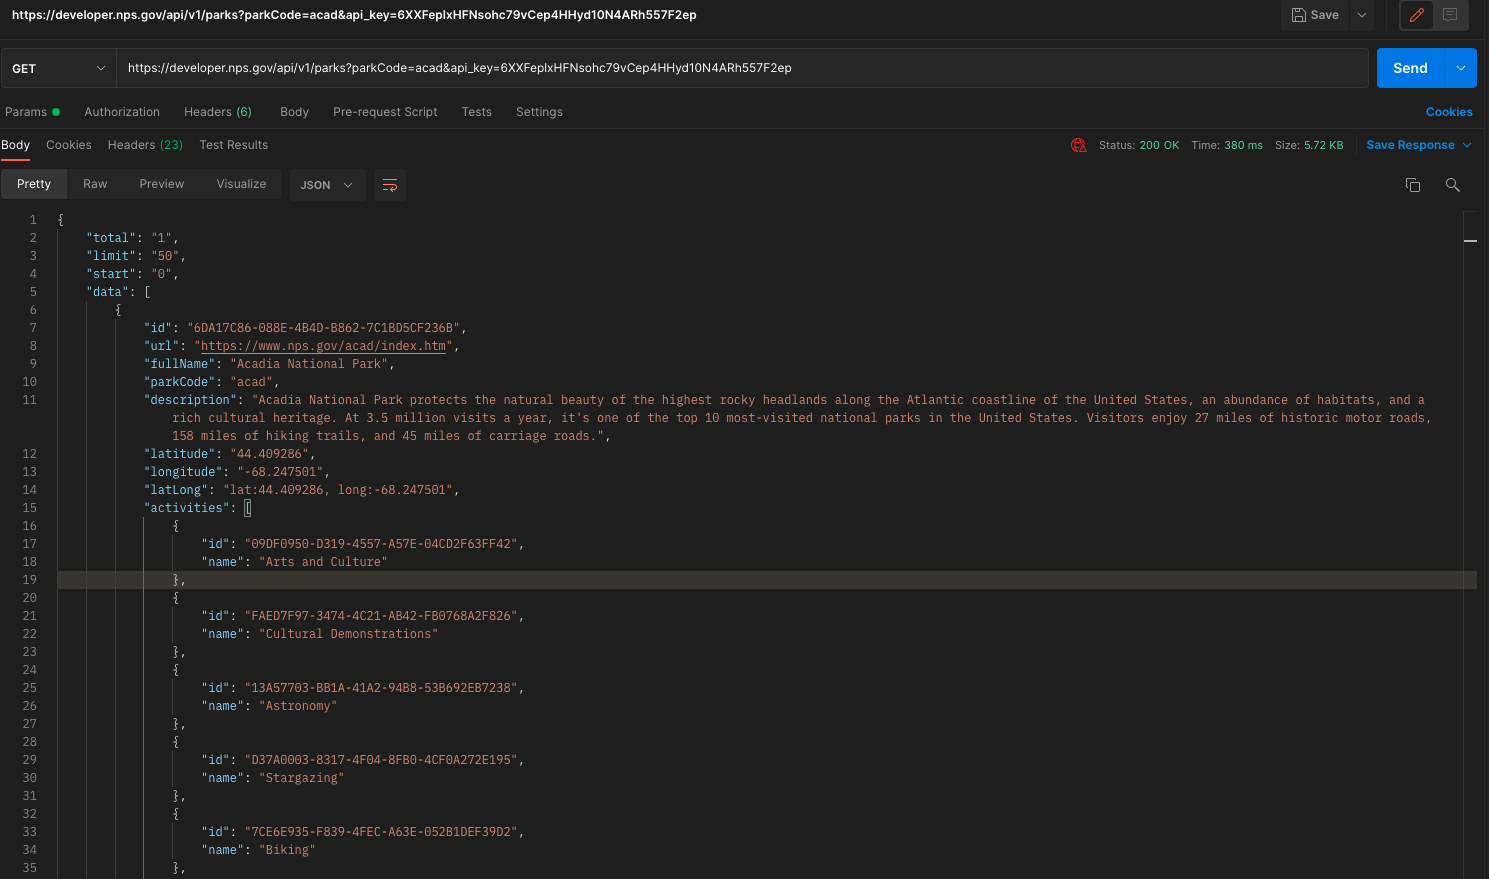 https://developer.nps.gov/api/v1/parks?parkCode=acad&api_key=6XXFeplxHFNsohc79vCep4HHyd10N4ARh557F2ep
Save
GET
https://developer.nps.gov/api/v1/parks?parkCode=acad&api_key=6XXFeplxHFNsohc79vCep4HHyd10N4ARh557F2ep
Send
Params Authorization Headers (6) Body Pre-request Script Tests Settings Cookies
Body Cookies Headers (23) Test Results Status: 200 OK Time: 380 ms Size: 5.72 KB Save Response
Pretty Raw Preview Visualize JSON
1 {
2 "total": "1",
3 "limit": "50",
4 "start": "0",
5 "data": [
6 {
7 "id": "6DA17C86-088E-4B4D-B862-7C1BD5CF236B",
8 "url": "https://www.nps.gov/acad/index.htm",
9 "fullName": "Acadia National Park",
10 "parkCode": "acad",
11 "description": "Acadia National Park protects the natural beauty of the highest rocky headlands along the Atlantic coastline of the United States, an abundance of habitats, and a
rich cultural heritage. At 3.5 million visits a year, it's one of the top 10 most-visited national parks in the United States. Visitors enjoy 27 miles of historic motor roads,
158 miles of hiking trails, and 45 miles of carriage roads.",
12 "latitude": "44.409286",
13 "longitude": "-68.247501",
14 "latLong": "lat:44.409286, long:-68.247501",
15 "activities": [
16 {
17 "id": "09DF0950-D319-4557-A57E-04CD2F63FF42",
18 "name": "Arts and Culture"
19 },
20 {
21 "id": "FAED7F97-3474-4C21-AB42-FB0768A2F826",
22 "name": "Cultural Demonstrations"
23 },
24 {
25 "id": "13A57703-BB1A-41A2-94B8-53B692EB7238",
26 "name": "Astronomy"
27 },
28 {
29 "id": "D37A0003-8317-4F04-8FB0-4CF0A272E195",
30 "name": "Stargazing"
31 },
32 {
33 "id": "7CE6E935-F839-4FEC-A63E-052B1DEF39D2",
34 "name": "Biking"
35 },